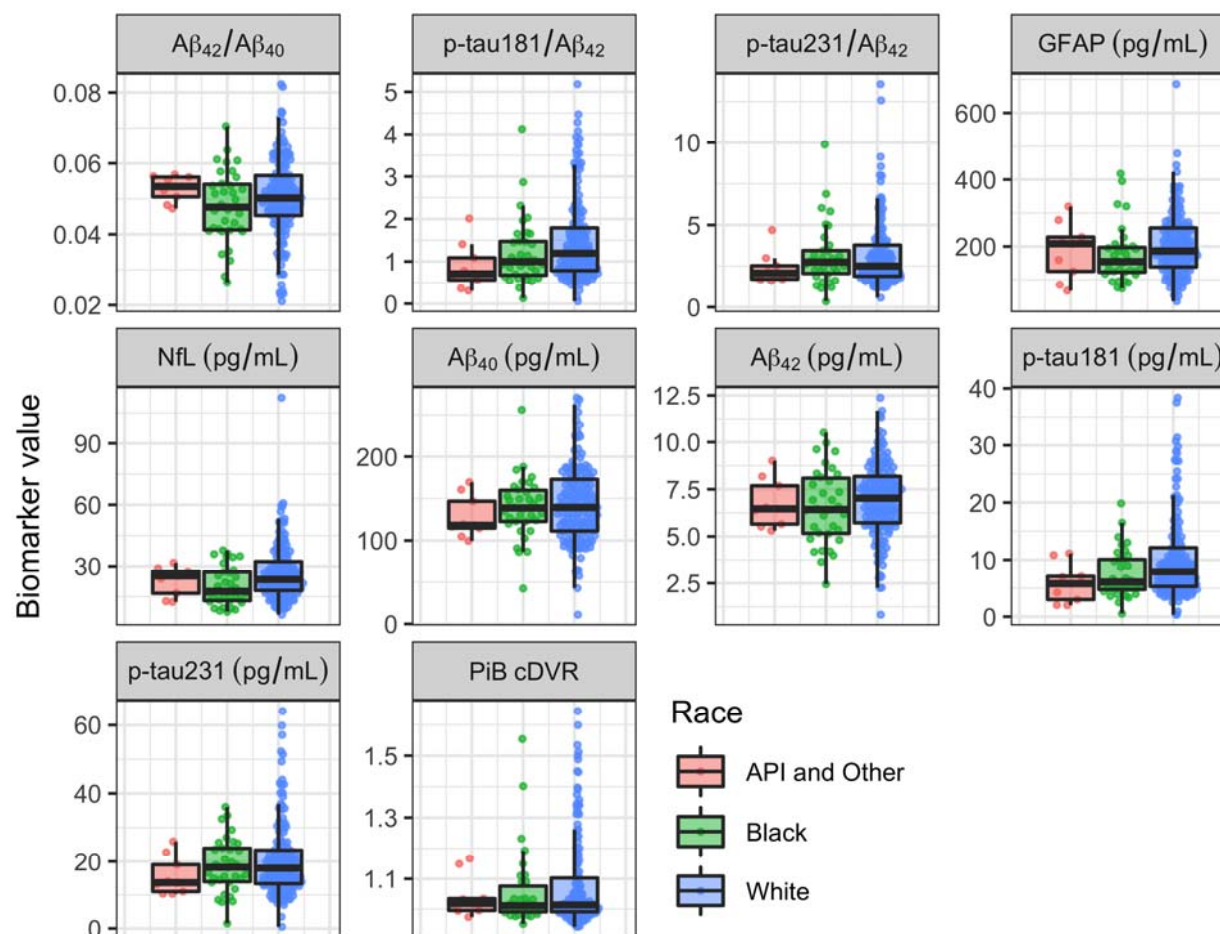 Aβ₄₂/Aβ₄₀
p-tau181/Aβ₄₂
p-tau231/Aβ₄₂
GFAP (pg/mL)
0.08
0.06
0.04
0.02
5
4
3
2
1
0
10
5
0
600
400
200
NfL (pg/mL)
Aβ₄₀ (pg/mL)
Aβ₄₂ (pg/mL)
p-tau181 (pg/mL)
90
60
30
200
100
0
12.5
10.0
7.5
5.0
2.5
40
30
20
10
0
Biomarker value
p-tau231 (pg/mL)
PiB cDVR
60
40
20
0
1.5
1.3
1.1
Race
API and Other
Black
White